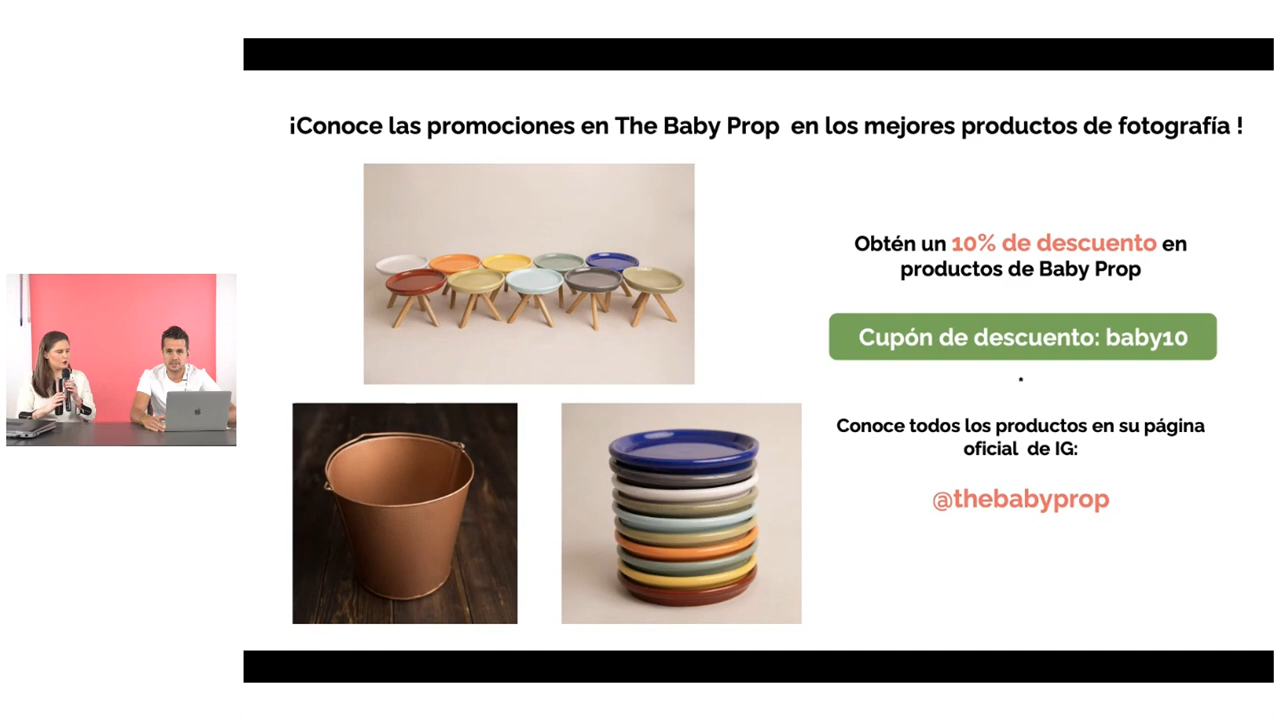 ¡Conoce las promociones en The Baby Prop en los mejores productos de fotografía !
Obtén un 10% de descuento en
productos de Baby Prop
Cupón de descuento: baby10
*
Conoce todos los productos en su página
oficial de IG:
@thebabyprop